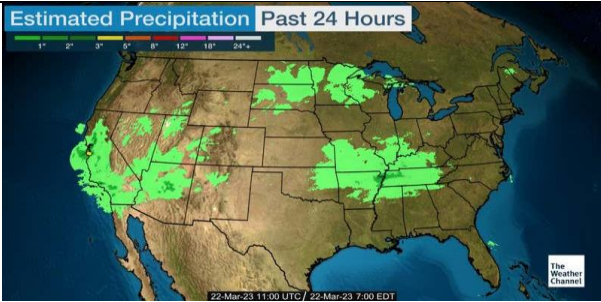 Estimated Precipitation Past 24 Hours
1" 2" 3" 5" 8" 12" 18" 24"+
The
Weather
Channel
22-Mar-23 11:00 UTC / 22-Mar-23 7:00 EDT